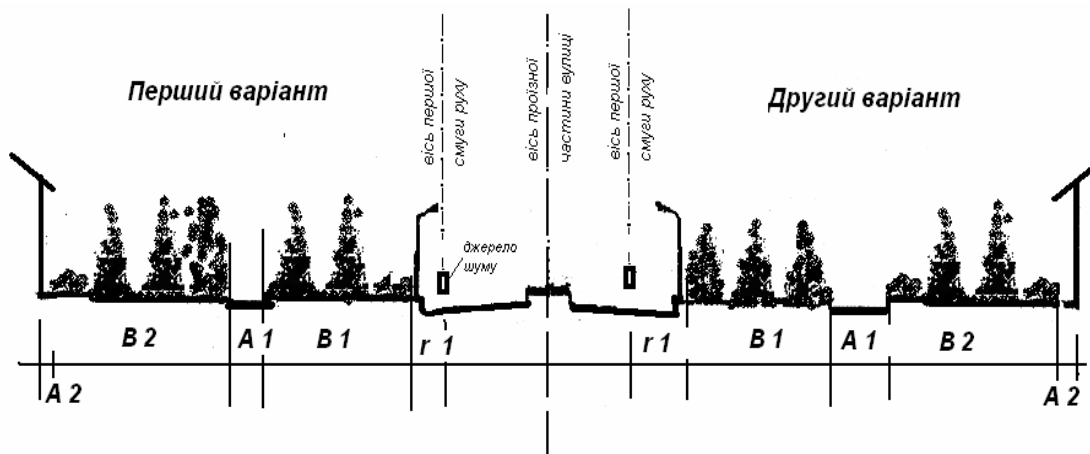 Перший варіант
вісь першої
смуги руху
вісь проїзної
частини вулиці
вісь першої
смуги руху
Другий варіант
джерело
шуму
В 2
А 1
В 1
r 1
r 1
В 1
А 1
В 2
А 2
А 2